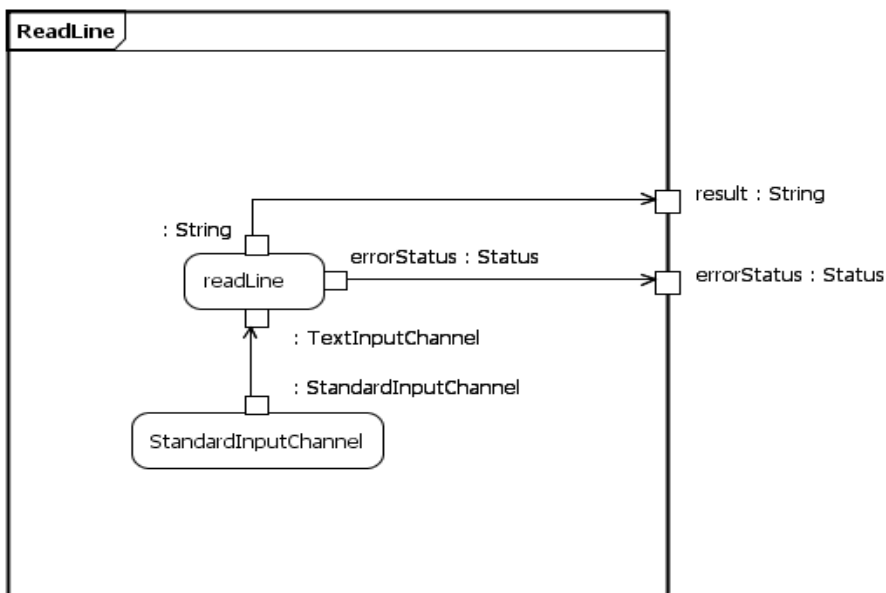 ReadLine
result : String
: String
errorStatus : Status
errorStatus : Status
readLine
: TextInputChannel
: StandardInputChannel
StandardInputChannel